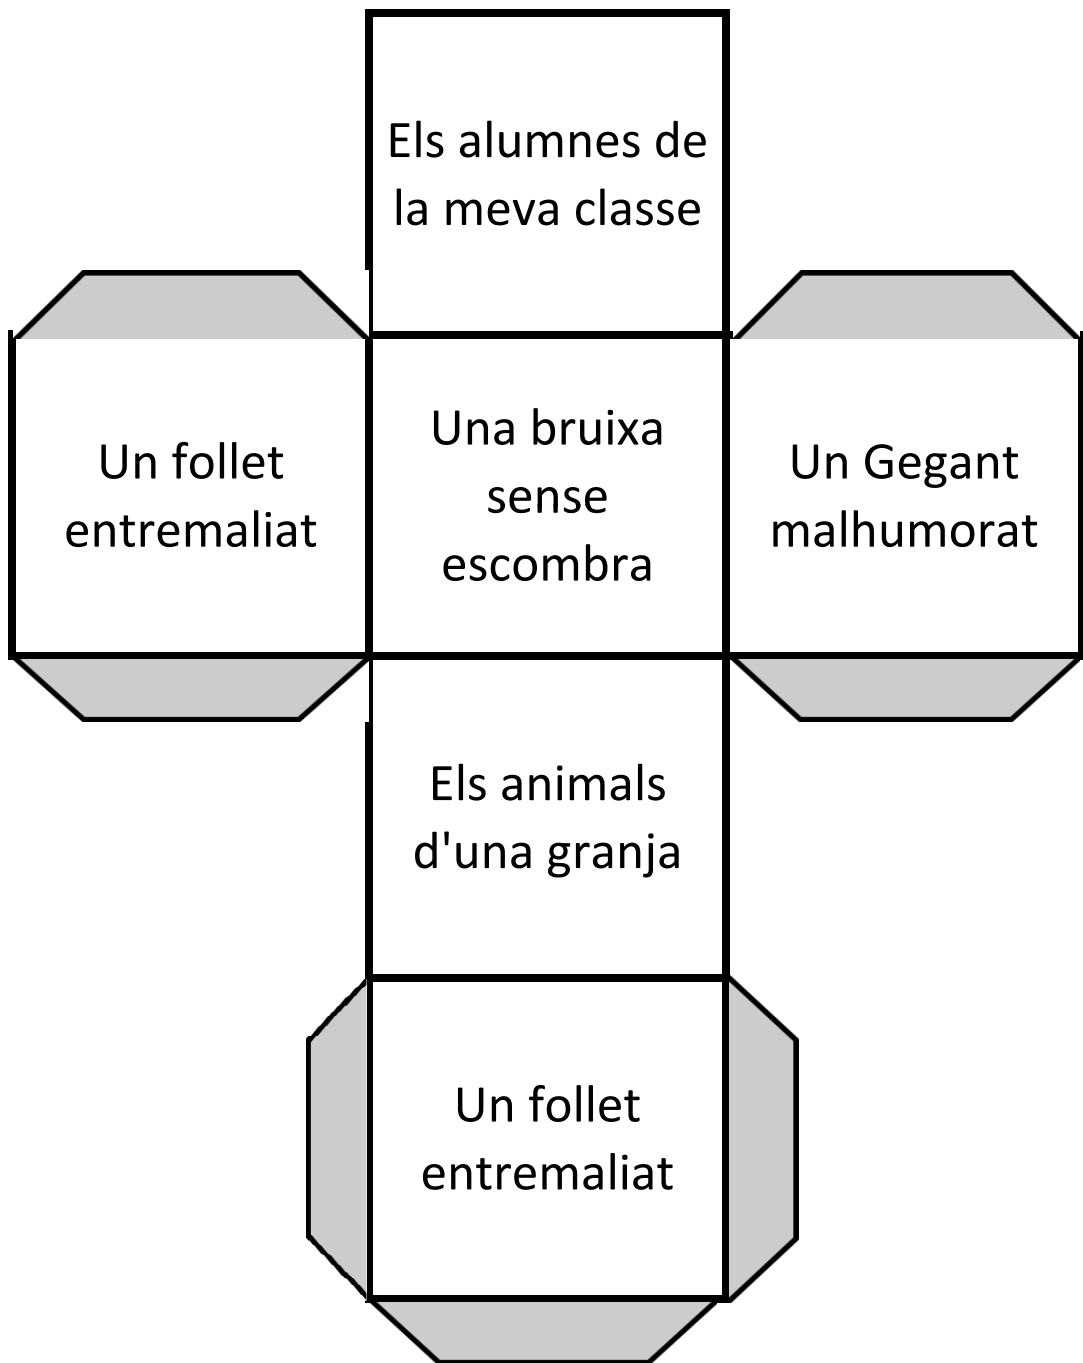 Els alumnes de
la meva classe
Un follet
entremaliat
Una bruixa
sense
escombra
Un Gegant
malhumorat
Els animals
d'una granja
Un follet
entremaliat